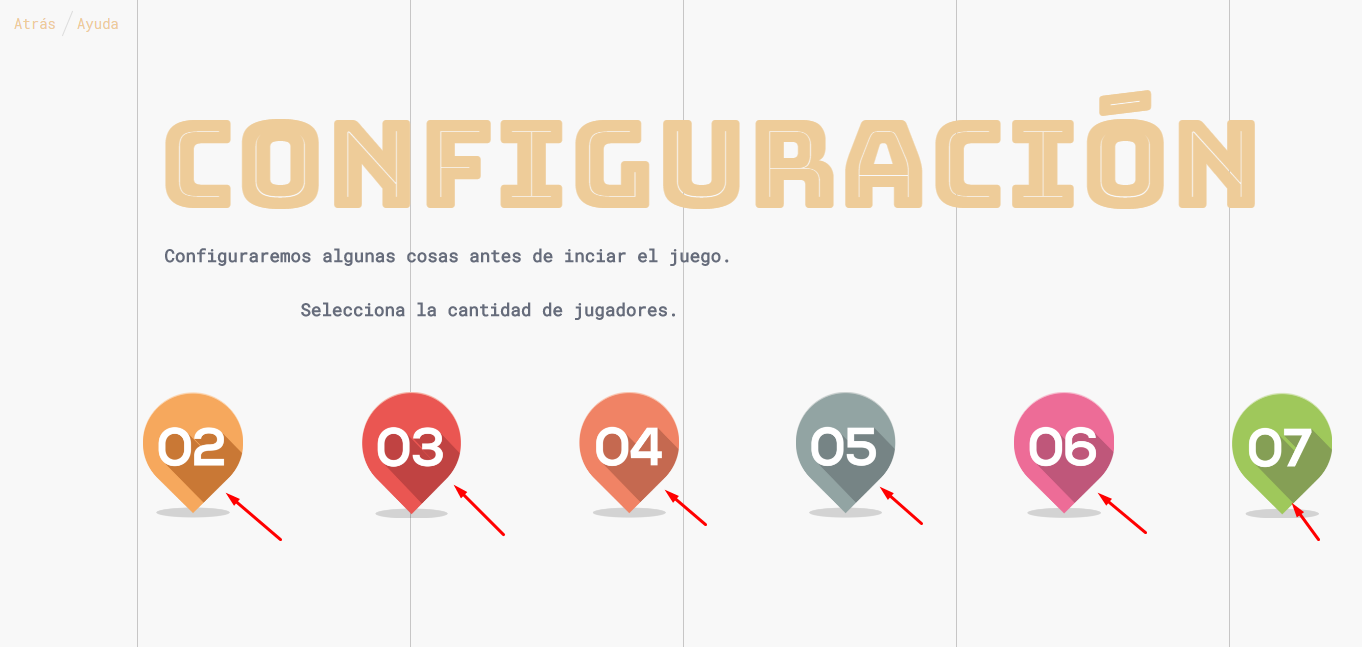 Atrás / Ayuda
CONFIGURACIÓN
Configuraremos algunas cosas antes de inciar el juego.
Selecciona la cantidad de jugadores.
02 03 04 05 06 07